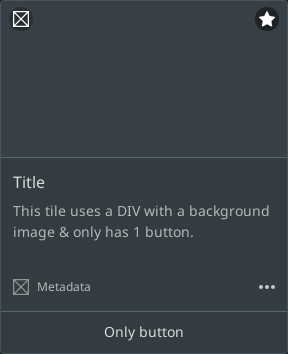 Title
This tile uses a DIV with a background
image & only has 1 button.
Metadata
Only button